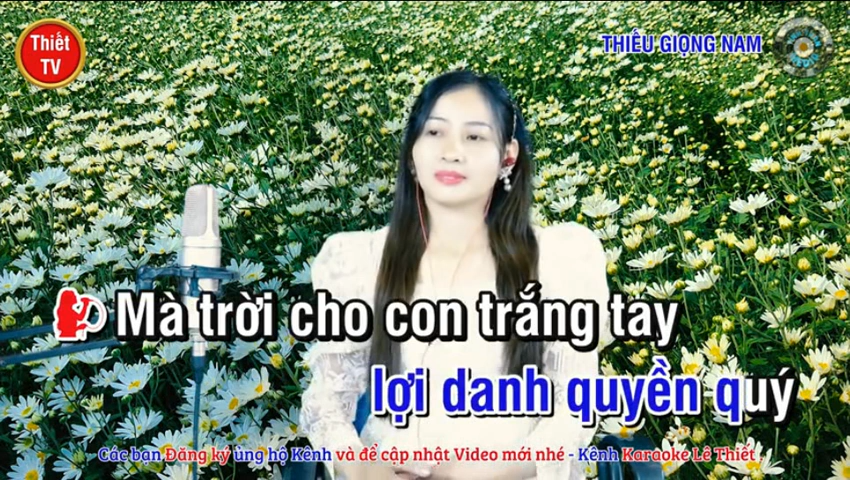 Thiết
TV
THIẾU GIỌNG NAM
Mà trời cho con trắng tay
lợi danh quyền quý
Các bạn Đăng ký ủng hộ Kênh và để cập nhật Video mới nhé - Kênh Karaoke Lê Thiết .